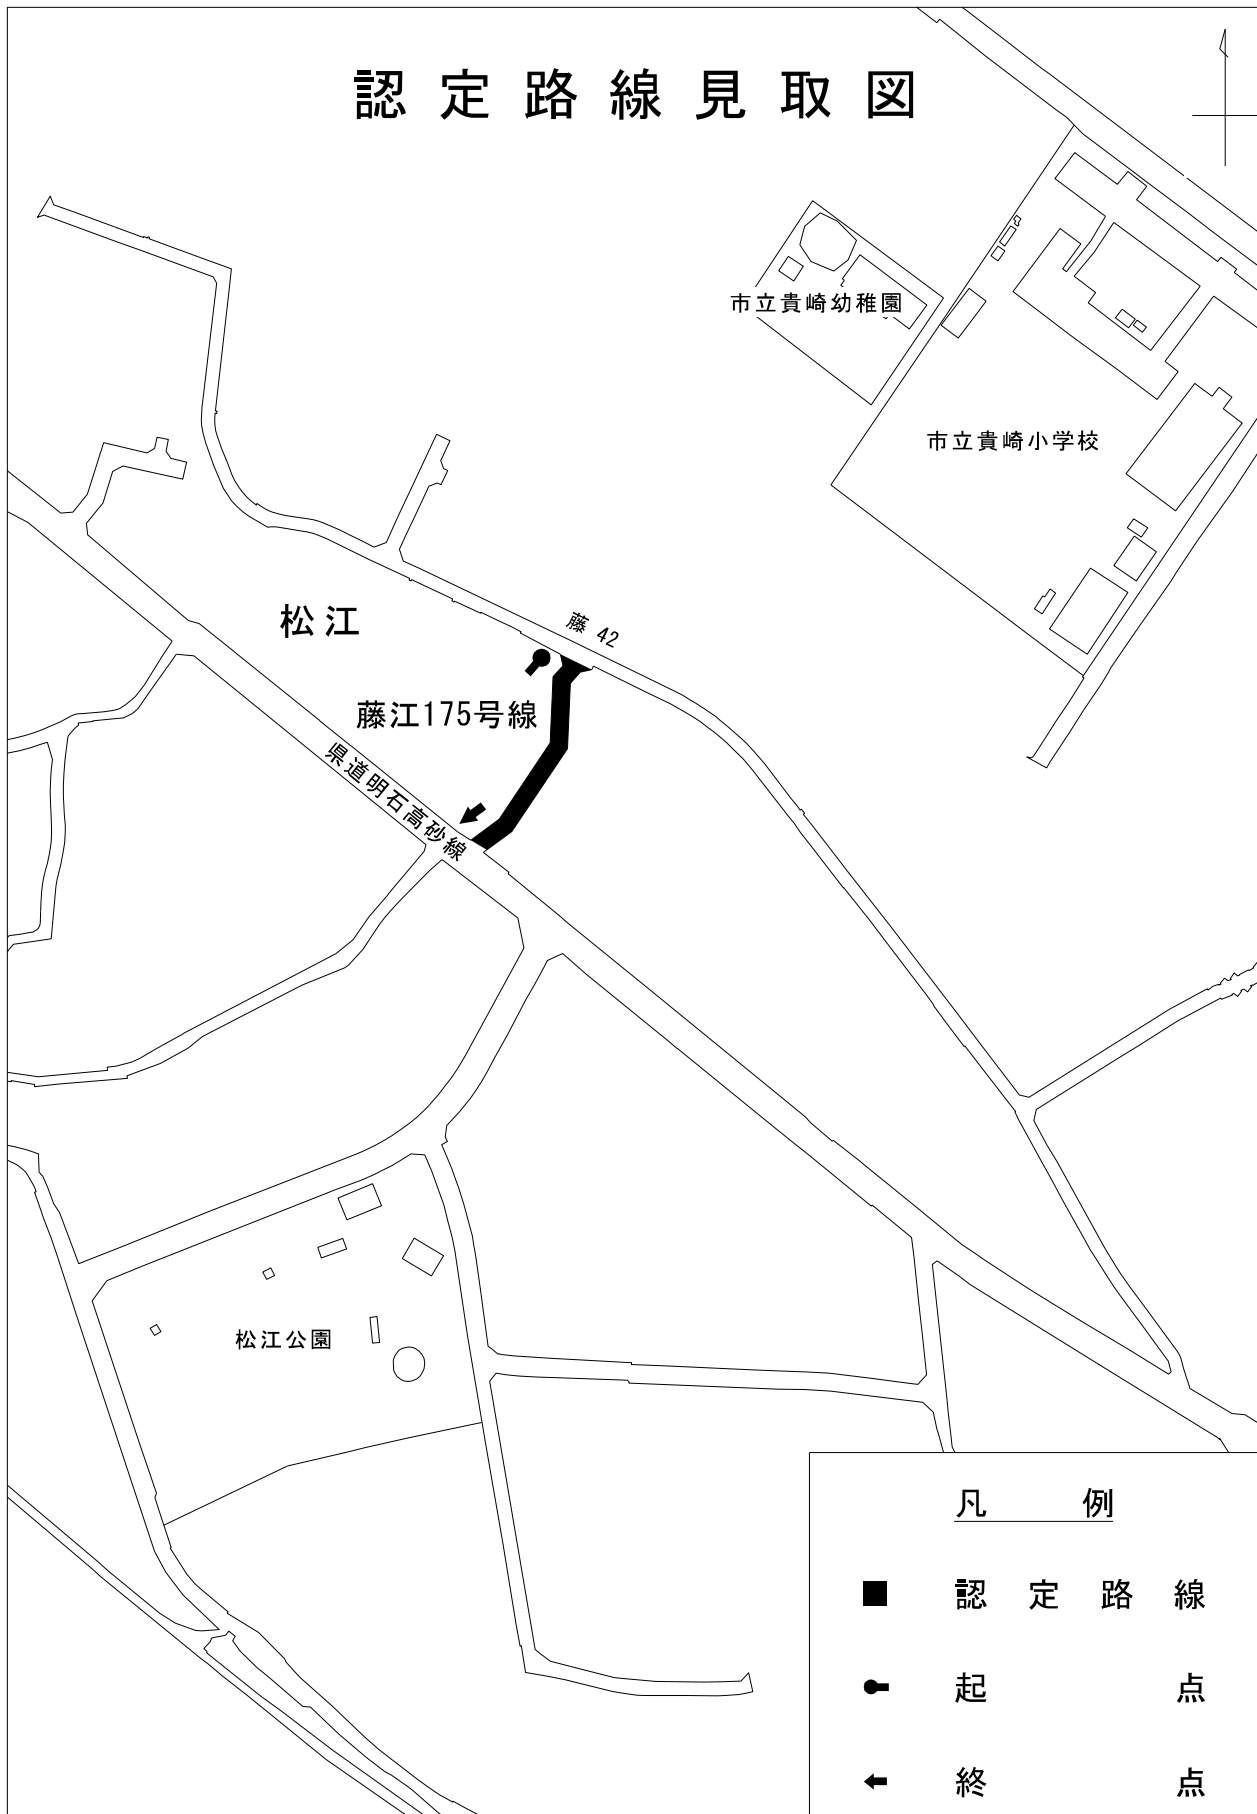 認定路線見取図
市立貴崎幼稚園
市立貴崎小学校
松江
藤 42
藤江175号線
県道明石高砂線
松江公園
凡例
認定路線
起点
終点